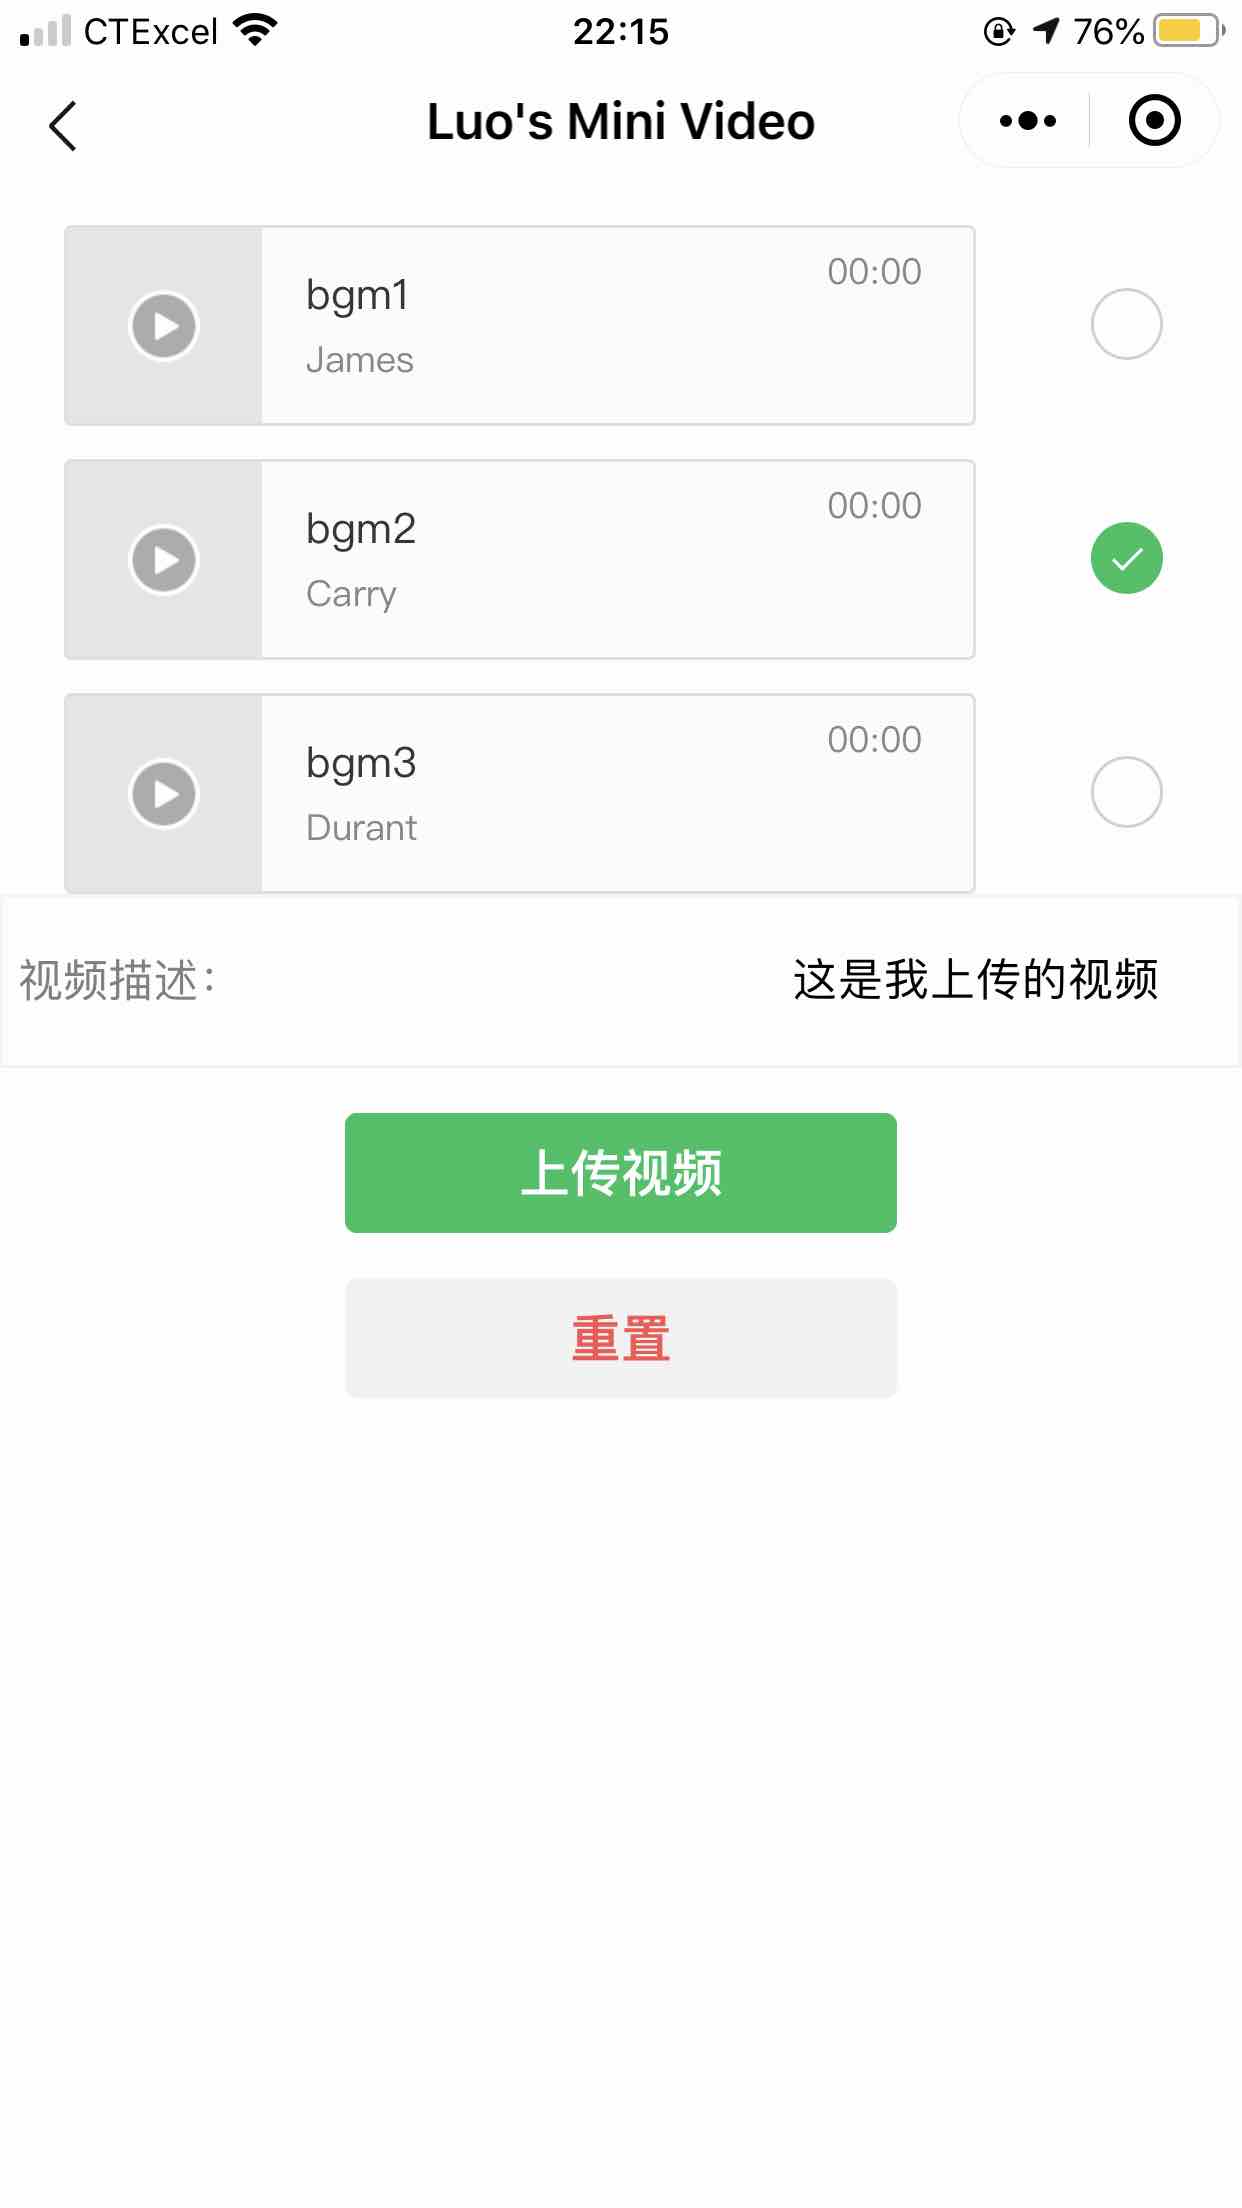 CTExcel 22:15 76%
Luo's Mini Video
bgm1 00:00
James
bgm2 00:00
Carry
bgm3 00:00
Durant
视频描述： 这是我上传的视频
上传视频
重置